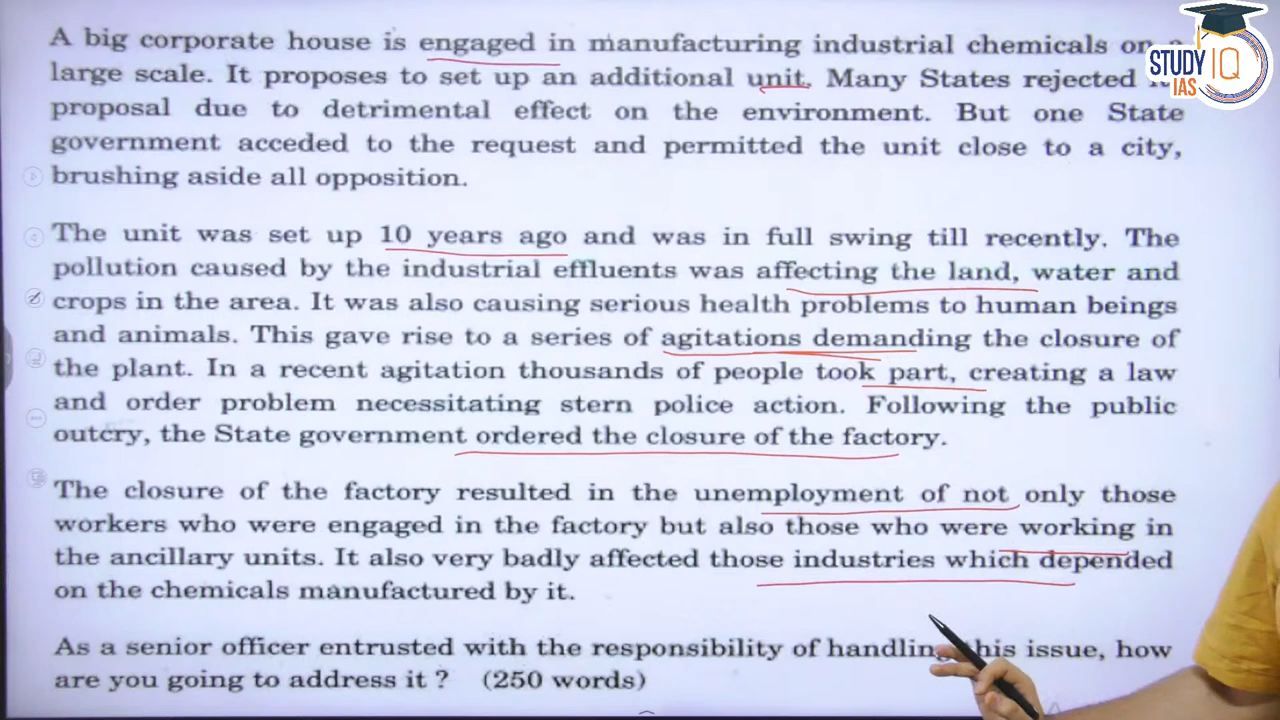 A big corporate house is engaged in manufacturing industrial chemicals on a
large scale. It proposes to set up an additional unit. Many States rejected
proposal due to detrimental effect on the environment. But one State
government acceded to the request and permitted the unit close to a city,
brushing aside all opposition.
The unit was set up 10 years ago and was in full swing till recently. The
pollution caused by the industrial effluents was affecting the land, water and
crops in the area. It was also causing serious health problems to human beings
and animals. This gave rise to a series of agitations demanding the closure of
the plant. In a recent agitation thousands of people took part, creating a law
and order problem necessitating stern police action. Following the public
outcry, the State government ordered the closure of the factory.
The closure of the factory resulted in the unemployment of not only those
workers who were engaged in the factory but also those who were working in
the ancillary units. It also very badly affected those industries which depended
on the chemicals manufactured by it.
As a senior officer entrusted with the responsibility of handling this issue, how
are you going to address it ? (250 words)
STUDY IQ
IAS